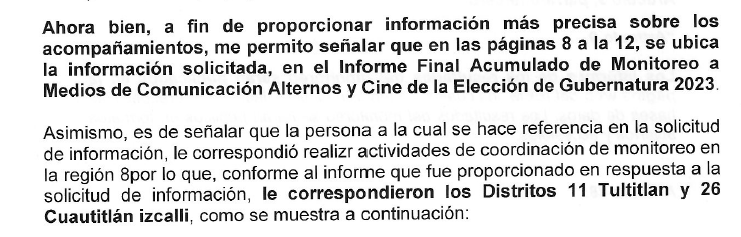 Ahora bien, a fin de proporcionar información más precisa sobre los
acompañamientos, me permito señalar que en las páginas 8 a la 12, se ubica
la información solicitada, en el Informe Final Acumulado de Monitoreo a
Medios de Comunicación Alternos y Cine de la Elección de Gubernatura 2023.
Asimismo, es de señalar que la persona a la cual se hace referencia en la solicitud
de información, le correspondió realizr actividades de coordinación de monitoreo en
la región 8por lo que, conforme al informe que fue proporcionado en respuesta a la
solicitud de información, le correspondieron los Distritos 11 Tultitlan y 26
Cuautitlán izcalli, como se muestra a continuación: